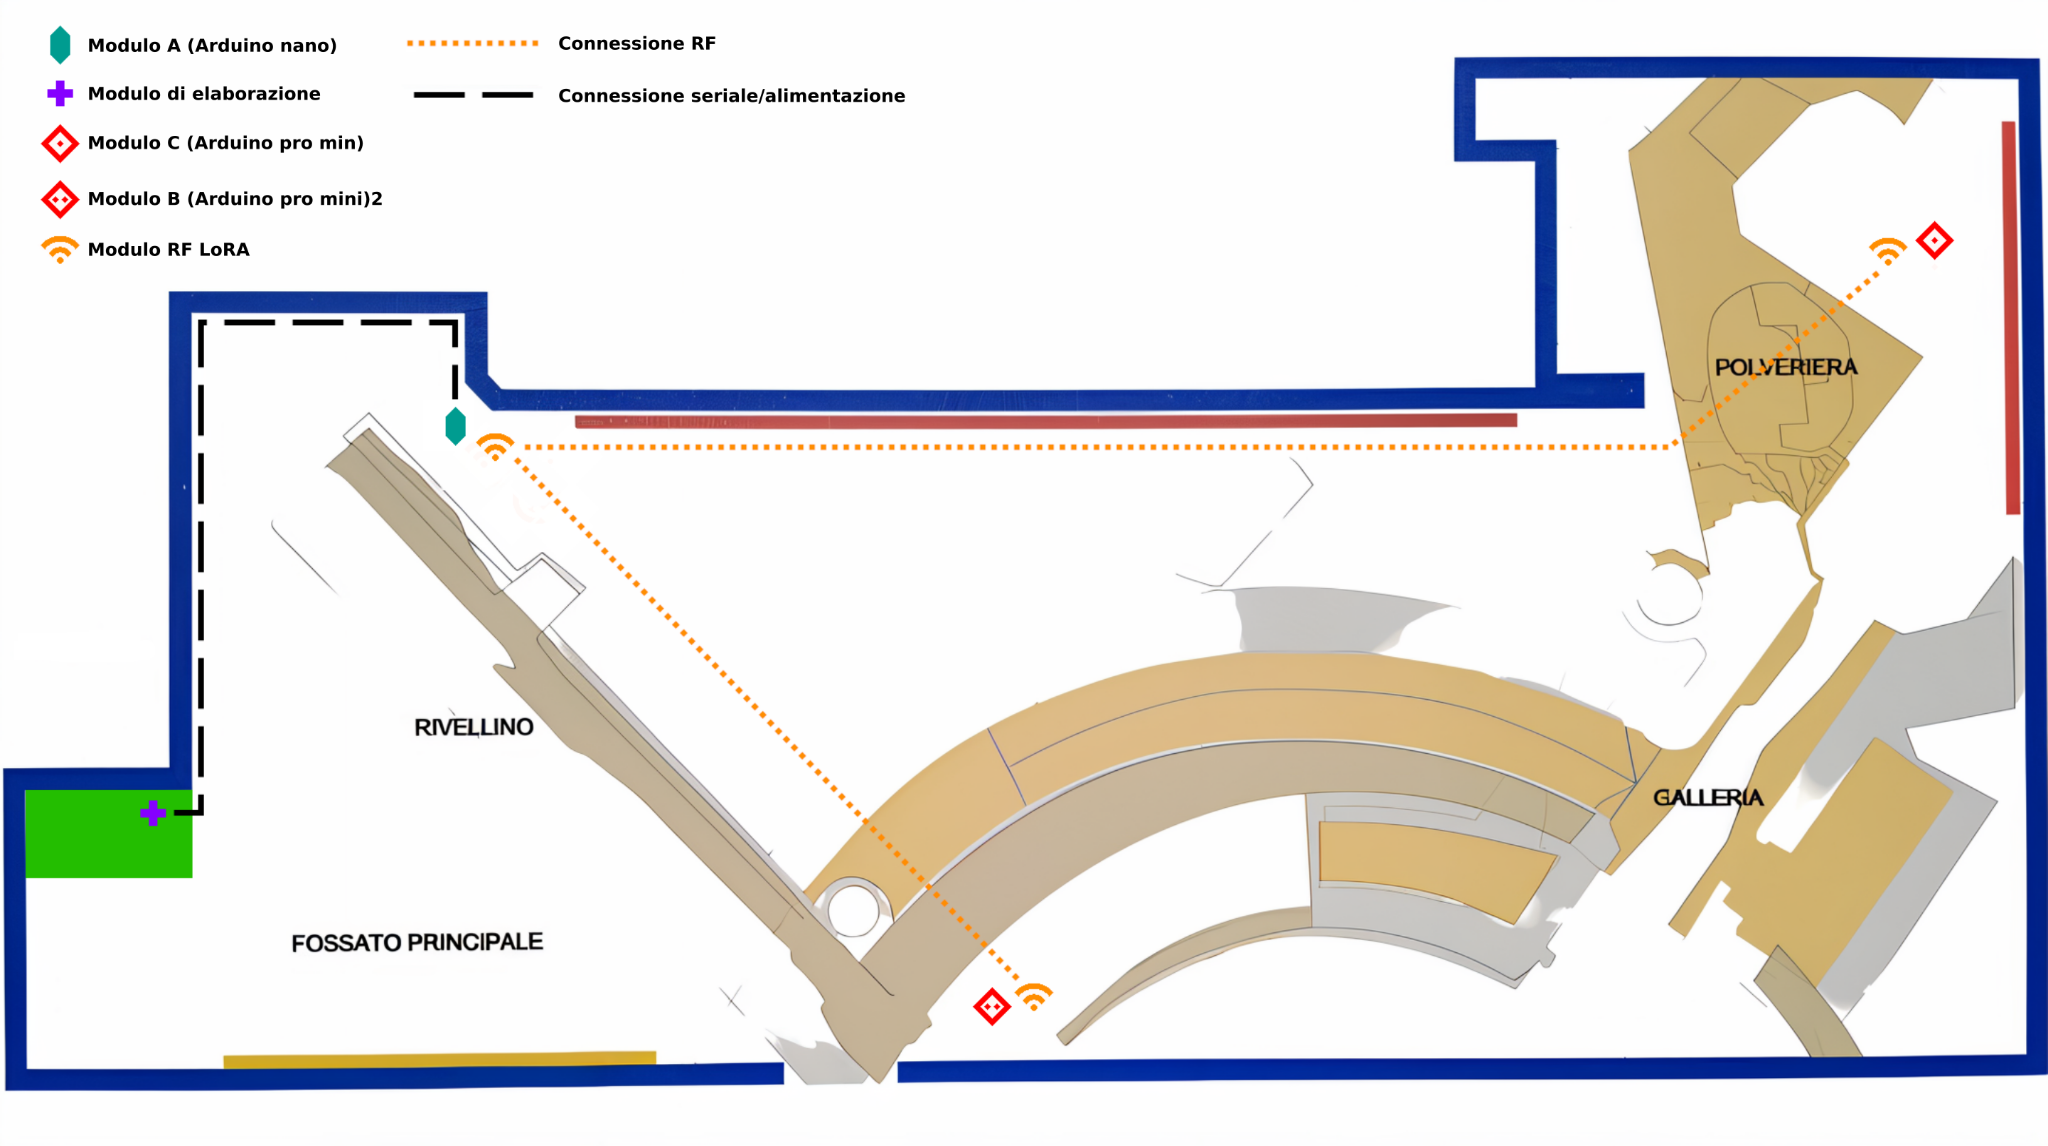 Modulo A (Arduino nano)
Connessione RF
Modulo di elaborazione
Connessione seriale/alimentazione
Modulo C (Arduino pro min)
Modulo B (Arduino pro mini)2
Modulo RF LoRA
POLVERIERA
RIVELLINO
GALLERIA
FOSSATO PRINCIPALE